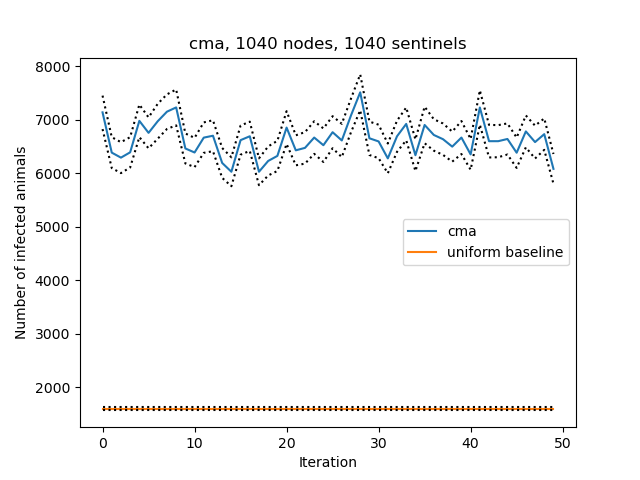 cma, 1040 nodes, 1040 sentinels
8000
7000
6000
5000
4000
3000
2000
Number of infected animals
cma
uniform baseline
0 10 20 30 40 50
Iteration